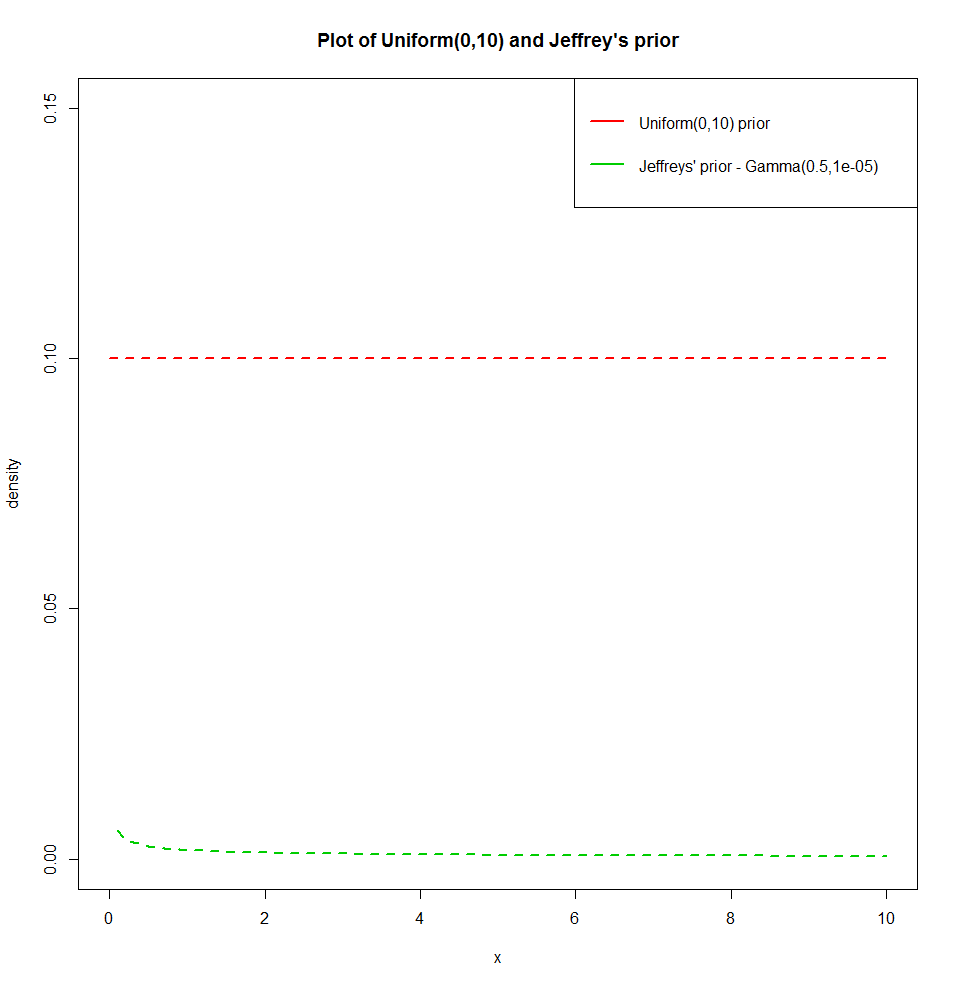 Plot of Uniform(0,10) and Jeffrey's prior
Uniform(0,10) prior
Jeffreys' prior - Gamma(0.5,1e-05)
0.15
0.10
0.05
0.00
density
0 2 4 6 8 10
x